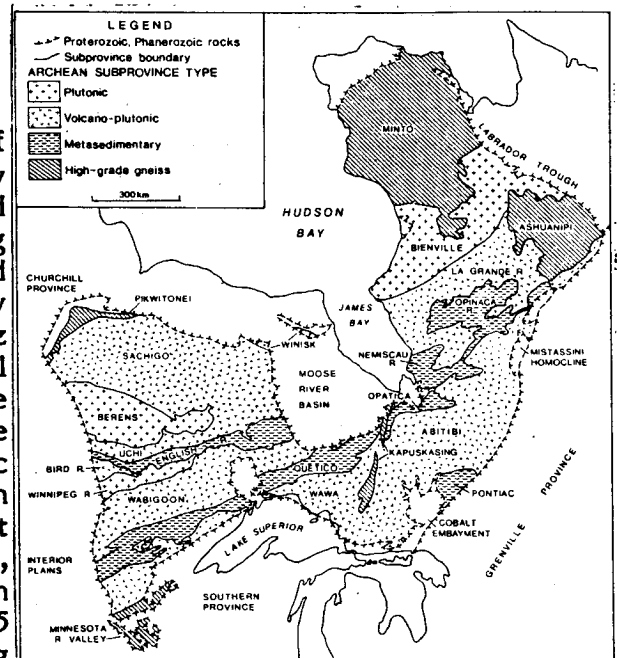 LEGEND
Proterozoic, Phanerozoic rocks
Subprovince boundary
ARCHEAN SUBPROVINCE TYPE
Plutonic
Volcano-plutonic
Metasedimentary
High-grade gneiss
300 km
MINTO
LABRADOR TROUGH
HUDSON
BAY
ASHUANIPI
BIENVILLE
LA GRANDE R
CHURCHILL
PROVINCE
PIKWITONEI
OPINACA
R
JAMES
BAY
SACHIGO
WINISK
NEMISCAU
R
MISTASSINI
HOMOCLINE
MOOSE
RIVER
BASIN
OPATICA
BERENS
ABITIBI
UCHI
ENGLISH R
KAPUSKASING
BIRD R
QUETICO
WINNIPEG R
WABIGOON
WAWA
PONTIAC
COBALT
EMBAYMENT
GRENVILLE PROVINCE
INTERIOR
PLAINS
LAKE SUPERIOR
SOUTHERN
PROVINCE
MINNESOTA
R VALLEY